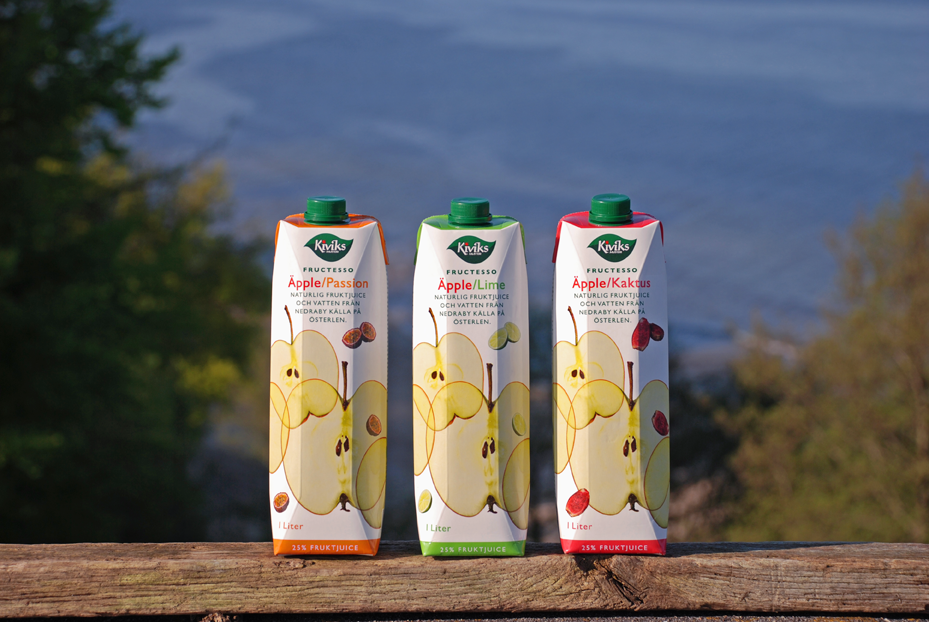 Kiviks
FRUCTESSO
Äpple/Passion
NATURLIG FRUKTJUICE
OCH VATTEN FRÅN
NEDRABY KÄLLA PÅ
ÖSTERLEN.
1 Liter
25% FRUKTJUICE
Kiviks
FRUCTESSO
Äpple/Lime
NATURLIG FRUKTJUICE
OCH VATTEN FRÅN
NEDRABY KÄLLA PÅ
ÖSTERLEN.
1 Liter
25% FRUKTJUICE
Kiviks
FRUCTESSO
Äpple/Kaktus
NATURLIG FRUKTJUICE
OCH VATTEN FRÅN
NEDRABY KÄLLA PÅ
ÖSTERLEN.
1 Liter
25% FRUKTJUICE